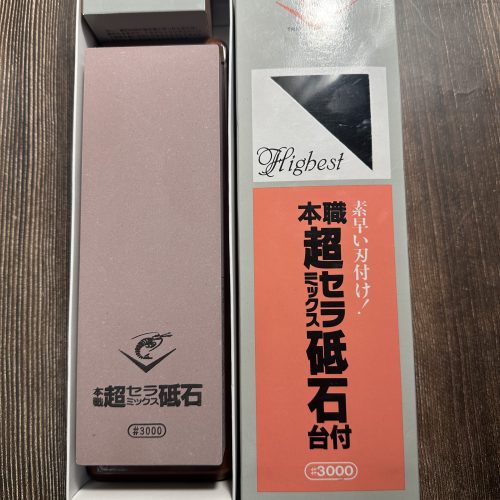 本職
超セラミックス砥石
#3000
Highest
素早い刃付け!
本職
超セラミックス
砥石
台付
#3000